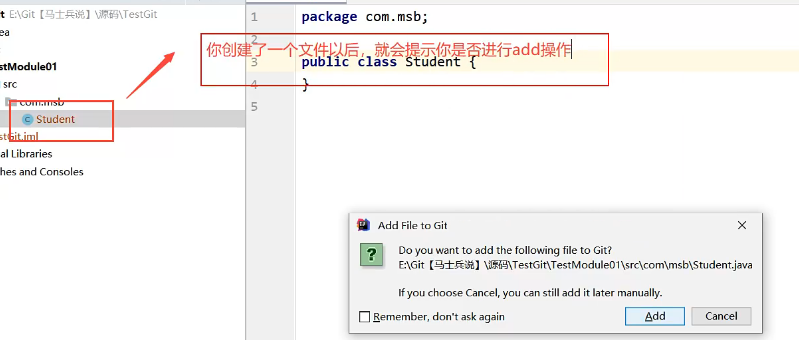 t E:\Git【马士兵说】\源码\TestGit
ea
stModule01
src
com.msb
Student
stGit.iml
al Libraries
hes and Consoles
1 package com.msb;
2
你创建了一个文件以后，就会提示你是否进行add操作
3 public class Student {
4 }
5
Add File to Git
Do you want to add the following file to Git?
E:\Git【马士兵说】\源码\TestGit\TestModule01\src\com\msb\Student.java
If you choose Cancel, you can still add it later manually.
Remember, don't ask again
Add
Cancel